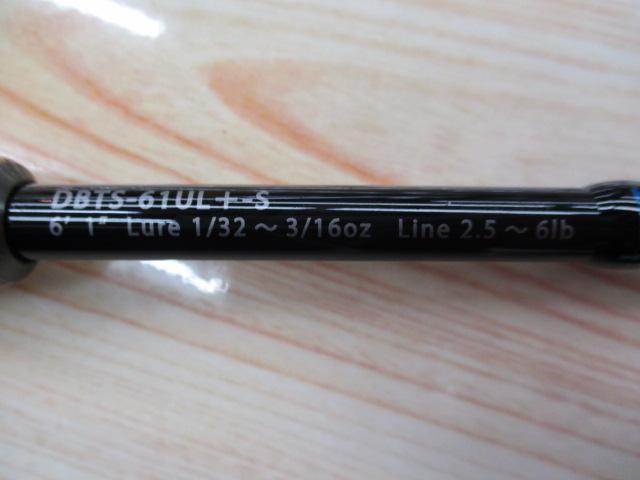 DBTS-61UL+-S
6' 1" Lure 1/32 ～ 3/16oz Line 2.5 ～ 6lb